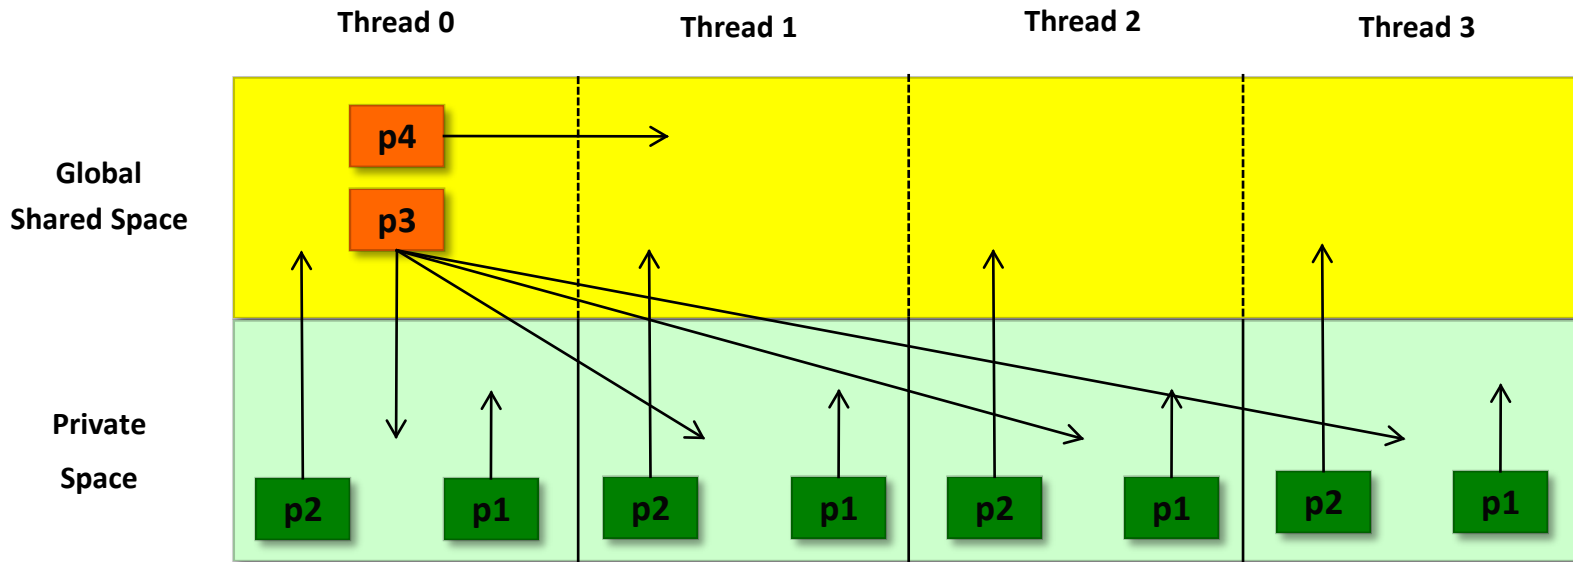 Thread 0
Thread 1
Thread 2
Thread 3
Global
Shared Space
p4
p3
Private
Space
p2
p1
p2
p1
p2
p1
p2
p1